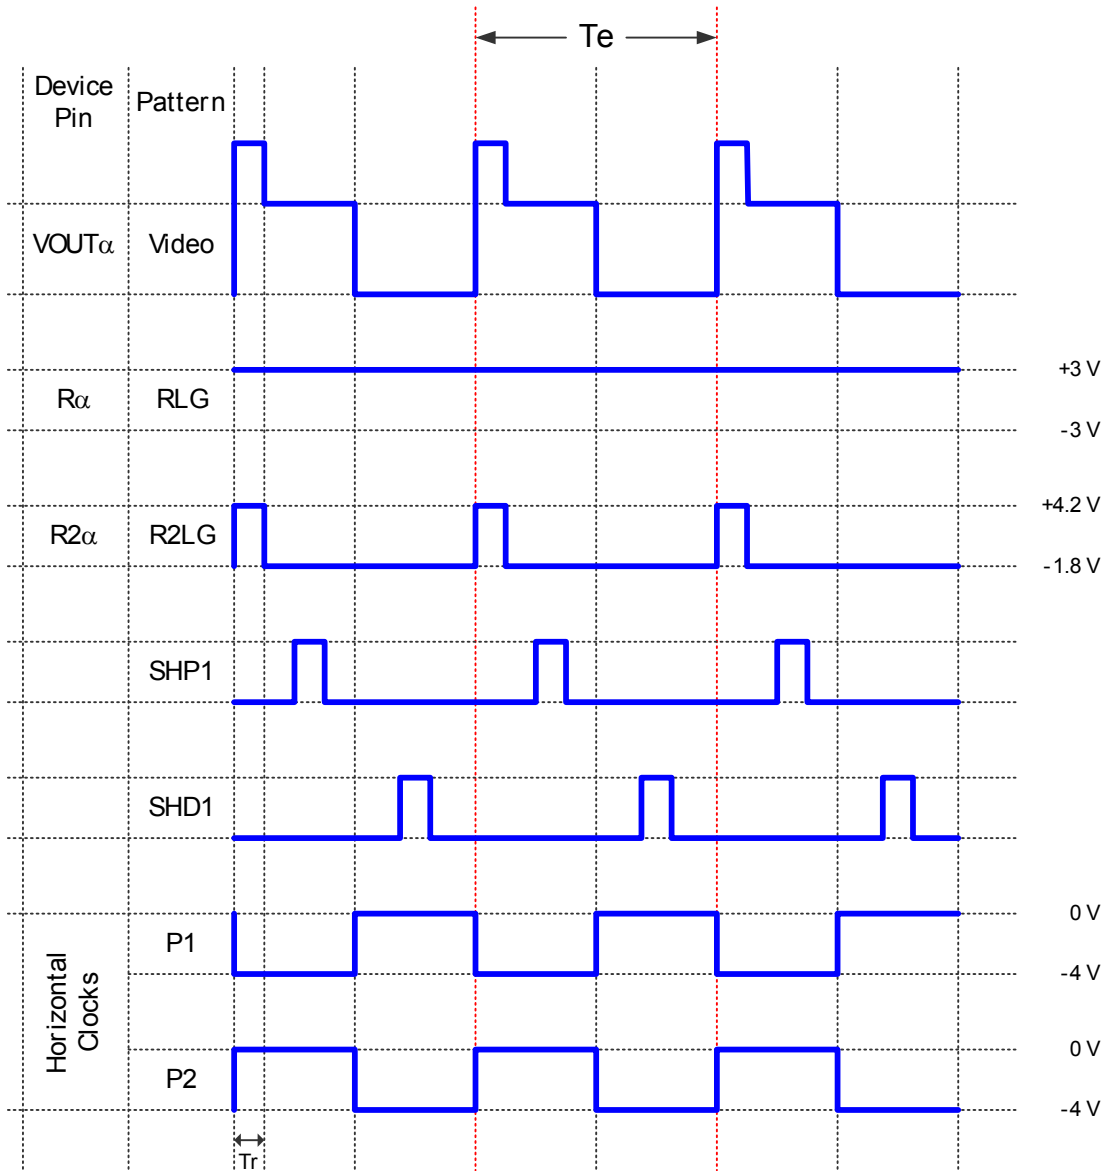 Te
Device
Pin
Pattern
VOUTα
Video
Rα
RLG
+3 V
-3 V
R2α
R2LG
+4.2 V
-1.8 V
SHP1
SHD1
Horizontal
Clocks
P1
0 V
-4 V
P2
0 V
-4 V
Tr